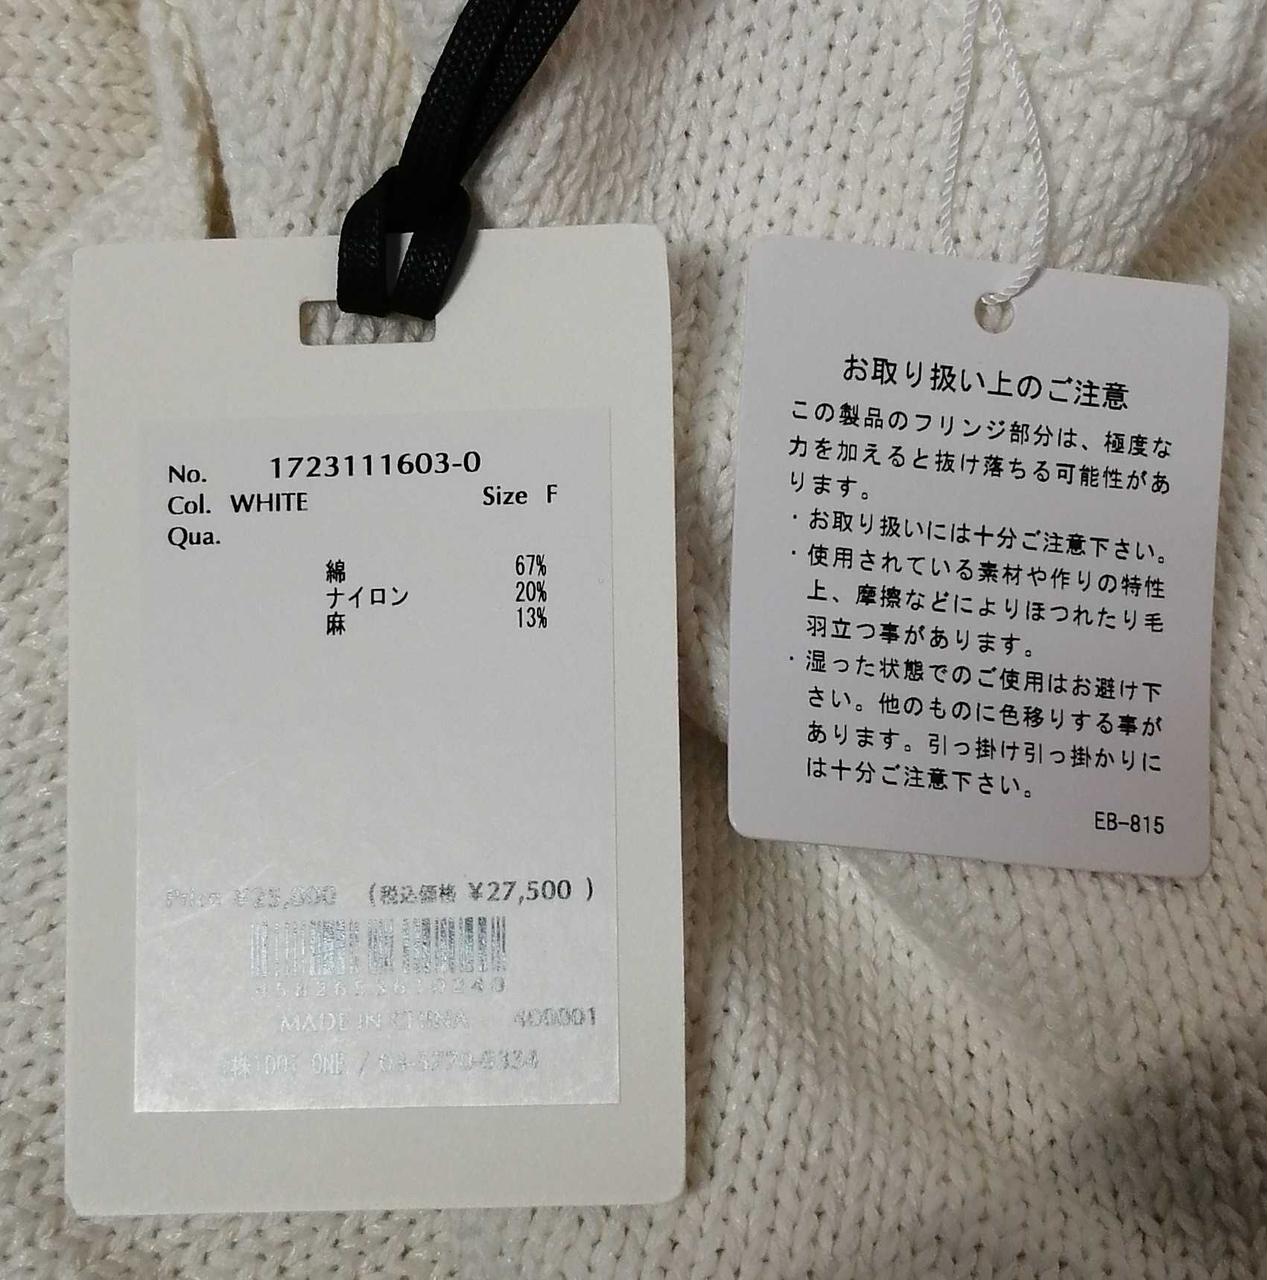 No. 1723111603-0
Col. WHITE Size F
Qua.
綿 67%
ナイロン 20%
麻 13%
Price ¥25,000 (税込価格 ¥27,500 )
MADE IN CHINA 400001
ONE /
お取り扱い上のご注意
この製品のフリンジ部分は、極度な
力を加えると抜け落ちる可能性があ
ります。
・お取り扱いには十分ご注意下さい。
・使用されている素材や作りの特性
上、摩擦などによりほつれたり毛
羽立つ事があります。
・湿った状態でのご使用はお避け下
さい。他のものに色移りする事が
あります。引っ掛け引っ掛かりに
は十分ご注意下さい。
EB-815